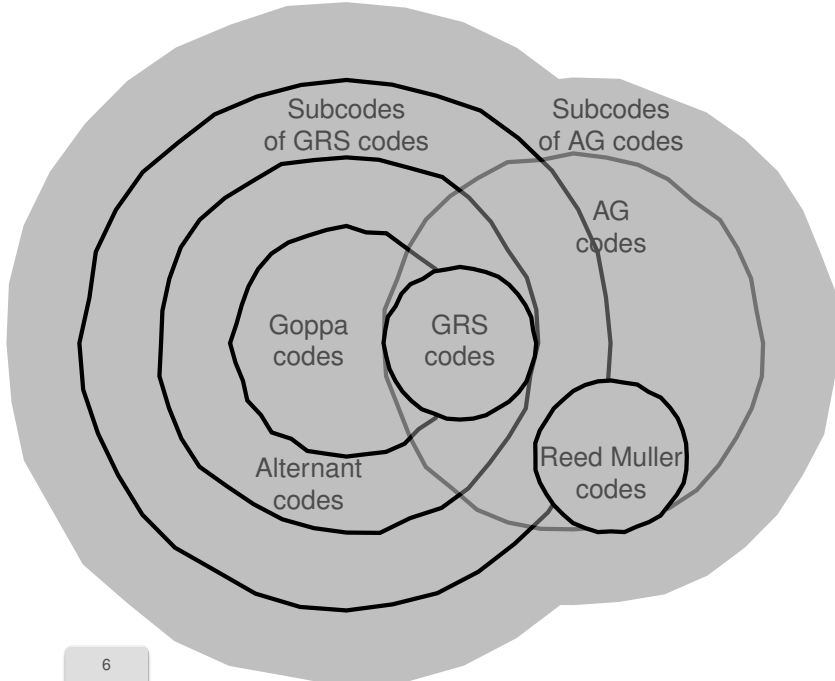 Subcodes
of GRS codes
Subcodes
of AG codes
AG
codes
Goppa
codes
GRS
codes
Alternant
codes
Reed Muller
codes
6